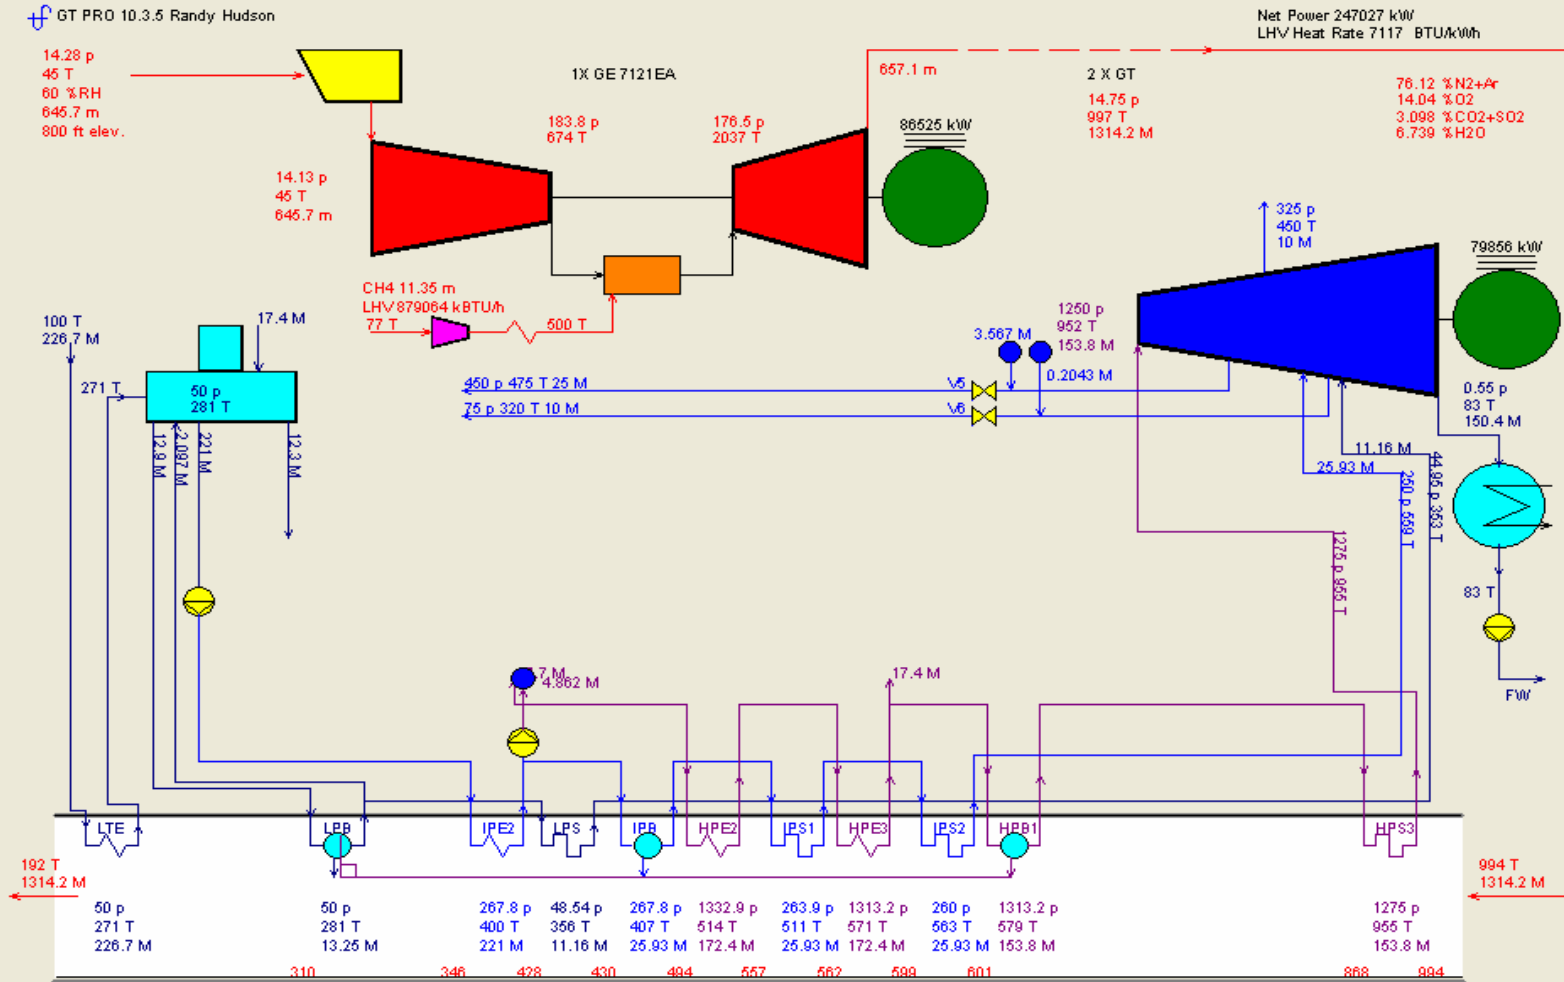 GT PRO 10.3.5 Randy Hudson
Net Power 247027 kW
LHV Heat Rate 7117 BTU/kWh
14.28 p
45 T
60 %RH
645.7 m
800 ft elev.
1X GE 7121EA
657.1 m
2 X GT
14.75 p
997 T
1314.2 M
76.12 %N2+Ar
14.04 %O2
3.098 %CO2+SO2
6.739 %H2O
183.8 p
674 T
176.5 p
2037 T
86525 kW
14.13 p
45 T
645.7 m
325 p
450 T
10 M
79856 kW
CH4 11.35 m
LHV 879064 kBTU/h
77 T
500 T
100 T
226.7 M
17.4 M
271 T
50 p
281 T
1250 p
952 T
153.8 M
3.567 M
0.2043 M
450 p 475 T 25 M
V5
75 p 320 T 10 M
V6
0.55 p
83 T
150.4 M
12.9 M
2.097 M
221 M
12.3 M
11.16 M
25.93 M
250 p 559 T
44.95 p 353 T
1275 p 955 T
83 T
FW
7 M
4.862 M
17.4 M
LTE
LPB
IPE2
LPS
IPB
HPE2
IPS1
HPE3
IPS2
HPB1
HPS3
192 T
1314.2 M
994 T
1314.2 M
50 p
271 T
226.7 M
50 p
281 T
13.25 M
267.8 p
400 T
221 M
48.54 p
356 T
11.16 M
267.8 p
407 T
25.93 M
1332.9 p
514 T
172.4 M
263.9 p
511 T
25.93 M
1313.2 p
571 T
172.4 M
260 p
563 T
25.93 M
1313.2 p
579 T
153.8 M
1275 p
955 T
153.8 M
310 346 428 430 494 557 562 599 601 868 994